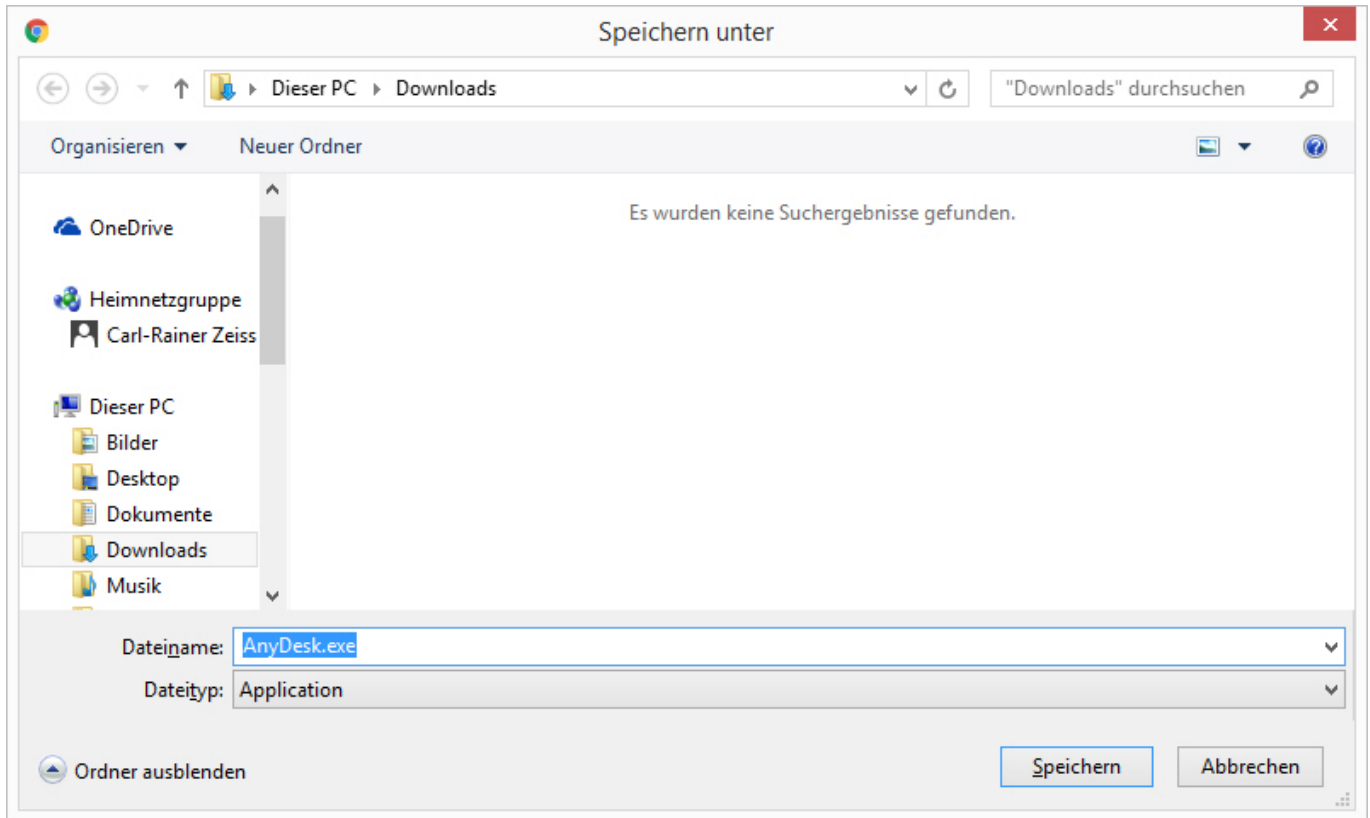 Speichern unter
Dieser PC Downloads
"Downloads" durchsuchen
Organisieren
Neuer Ordner
OneDrive
Heimnetzgruppe
Carl-Rainer Zeiss
Dieser PC
Bilder
Desktop
Dokumente
Downloads
Musik
Es wurden keine Suchergebnisse gefunden.
Dateiname: AnyDesk.exe
Dateityp: Application
Ordner ausblenden
Speichern
Abbrechen